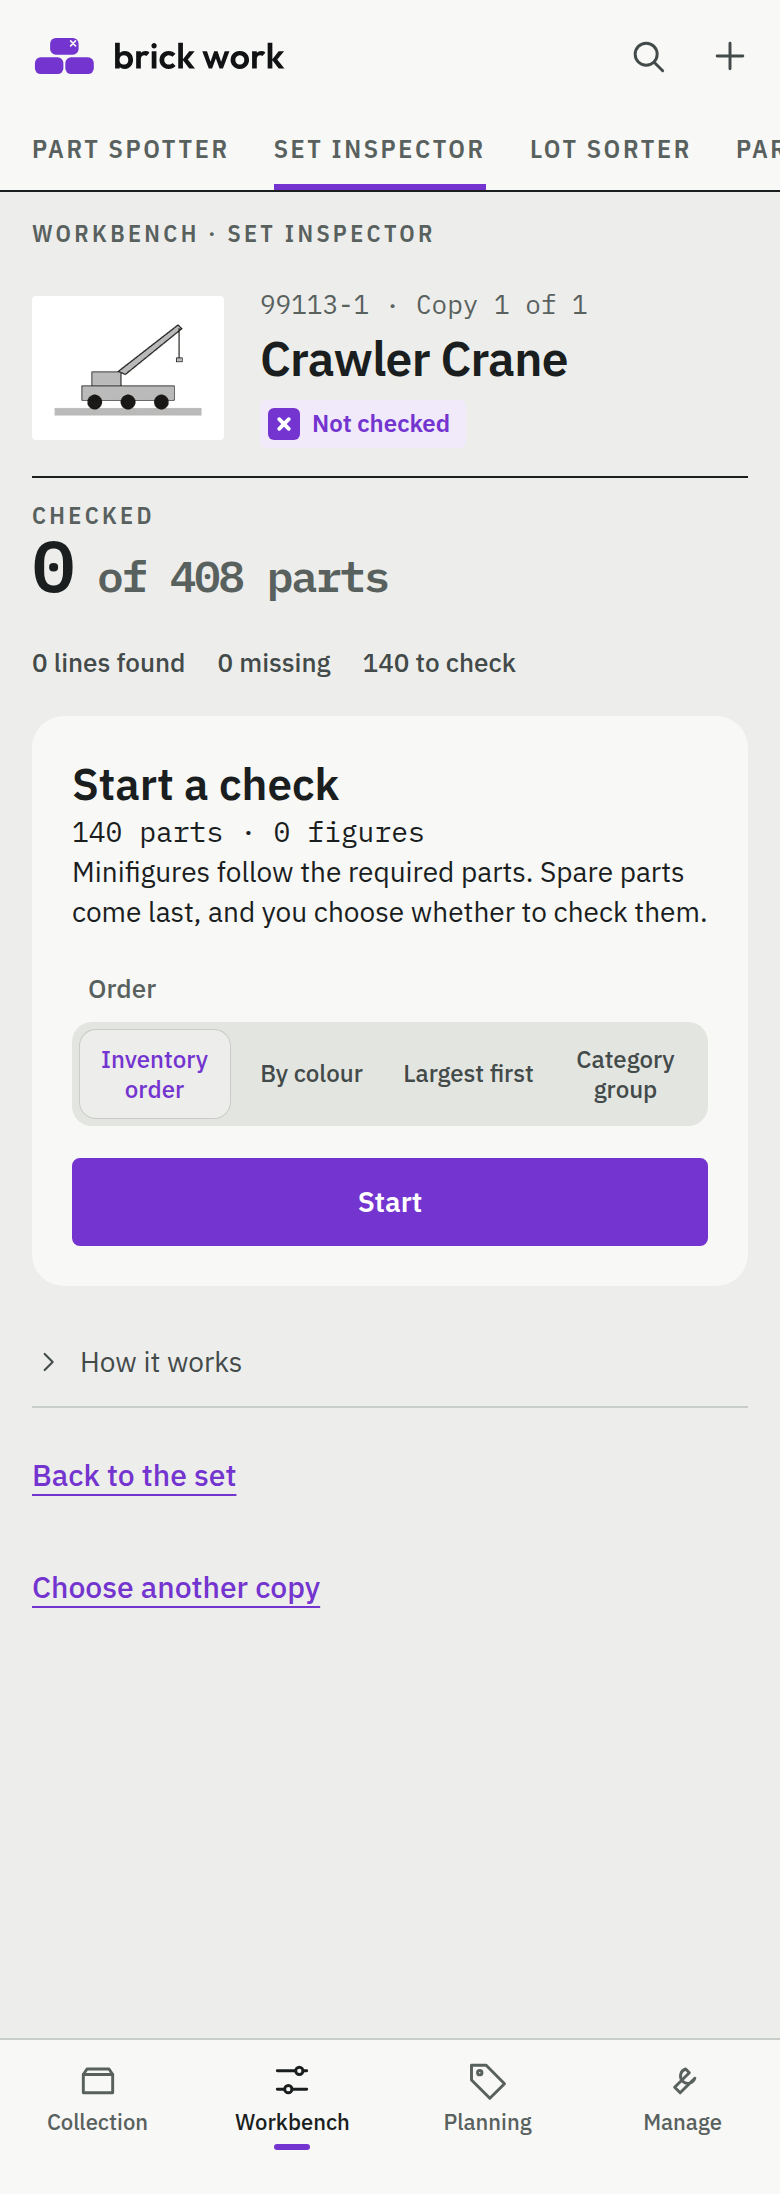 brick work
PART SPOTTER SET INSPECTOR LOT SORTER PAR
WORKBENCH · SET INSPECTOR
99113-1 · Copy 1 of 1
Crawler Crane
Not checked
CHECKED
0 of 408 parts
0 lines found 0 missing 140 to check
Start a check
140 parts · 0 figures
Minifigures follow the required parts. Spare parts
come last, and you choose whether to check them.
Order
Inventory
order
By colour
Largest first
Category
group
Start
How it works
Back to the set
Choose another copy
Collection Workbench Planning Manage